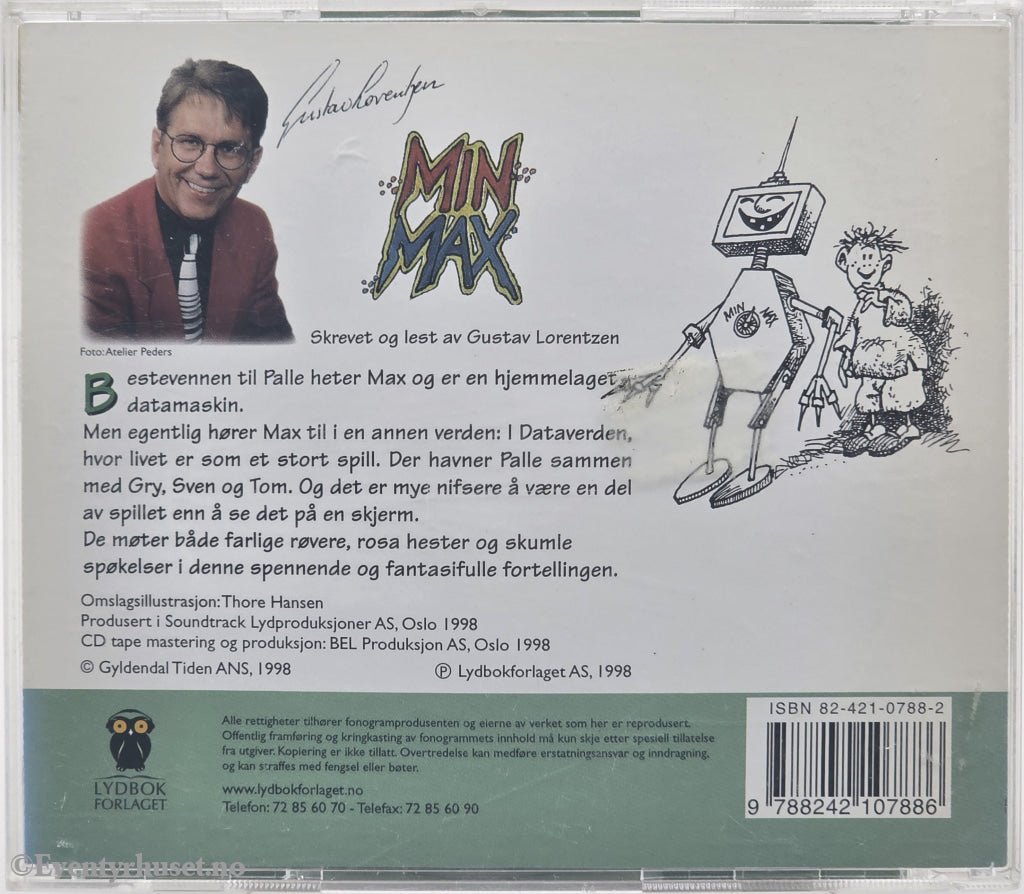 Gustav Lorentzen
MIN
MAX
MIN MAX
Skrevet og lest av Gustav Lorentzen
Foto: Atelier Peders
Bestevennen til Palle heter Max og er en hjemmelaget
datamaskin.
Men egentlig hører Max til i en annen verden: I Dataverden,
hvor livet er som et stort spill. Der havner Palle sammen
med Gry, Sven og Tom. Og det er mye nifsere å være en del
av spillet enn å se det på en skjerm.
De møter både farlige røvere, rosa hester og skumle
spøkelser i denne spennende og fantasifulle fortellingen.
Omslagsillustrasjon: Thore Hansen
Produsert i Soundtrack Lydproduksjoner AS, Oslo 1998
CD tape mastering og produksjon: BEL Produksjon AS, Oslo 1998
© Gyldendal Tiden ANS, 1998 ℗ Lydbokforlaget AS, 1998
LYDBOK
FORLAGET
Alle rettigheter tilhører fonogramprodusenten og eierne av verket som her er reprodusert.
Offentlig framføring og kringkasting av fonogrammets innhold må kun skje etter spesiell tillatelse
fra utgiver. Kopiering er ikke tillatt. Overtredelse kan medføre erstatningsansvar og inndragning,
og kan straffes med fengsel eller bøter.
www.lydbokforlaget.no
Telefon: 72 85 60 70 - Telefax: 72 85 60 90
ISBN 82-421-0788-2
9 788242 107886
©Eventyrhuset.no